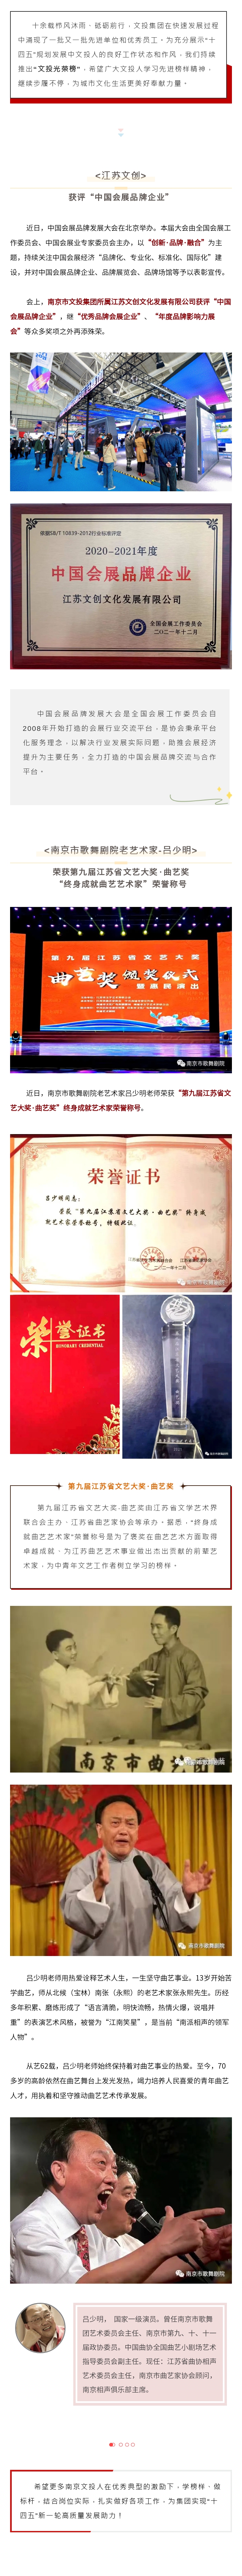 十余载栉风沐雨、砥砺前行，文投集团在快速发展过程
中涌现了一批又一批先进单位和优秀员工。为充分展示“十
四五”规划发展中文投人的良好工作状态和作风，我们持续
推出“文投光荣榜”，希望广大文投人学习先进榜样精神，
继续步履不停，为城市文化生活更美好奉献力量。
<江苏文创>
获评“中国会展品牌企业”
近日，中国会展品牌发展大会在北京举办。本届大会由全国会展工
作委员会、中国会展业专家委员会主办，以“创新·品牌·融合”为主
题，持续关注中国会展经济“品牌化、专业化、标准化、国际化”建
设，并对中国会展品牌企业、品牌展览会、品牌场馆等予以表彰宣传。
会上，南京市文投集团所属江苏文创文化发展有限公司获评“中国
会展品牌企业”，继“优秀品牌会展企业”、“年度品牌影响力展
会”等众多奖项之外再添殊荣。
依据SB/T 10839-2012行业标准评定
2020-2021年度
中国会展品牌企业
江苏文创文化发展有限公司
全国会展工作委员会
二〇二一年十二月
中国会展品牌发展大会是全国会展工作委员会自
2008年开始打造的会展行业交流平台，是协会秉承平台
化服务理念，以解决行业发展实际问题，助推会展经济
提升为主要任务，全力打造的中国会展品牌交流与合作
平台。
<南京市歌舞剧院老艺术家-吕少明>
荣获第九届江苏省文艺大奖·曲艺奖
“终身成就曲艺艺术家”荣誉称号
第九届江苏省文艺大奖
曲艺奖颁奖仪式
暨惠民演出
南京市歌舞剧院
近日，南京市歌舞剧院老艺术家吕少明老师荣获“第九届江苏省文
艺大奖·曲艺奖”终身成就艺术家荣誉称号。
荣誉证书
吕少明同志：
荣获“第九届江苏省文艺大奖·曲艺奖”终身成
就艺术家荣誉称号，特颁此证。
二〇二一年十二月
荣誉证书
HONORARY CREDENTIAL
第九届江苏省文艺大奖·曲艺奖
第九届江苏省文艺大奖·曲艺奖由江苏省文学艺术界
联合会主办、江苏省曲艺家协会等承办。据悉，“终身成
就曲艺艺术家”荣誉称号是为了褒奖在曲艺艺术方面取得
卓越成就、为江苏曲艺艺术事业做出杰出贡献的前辈艺
术家，为中青年文艺工作者树立学习的榜样。
南京市曲
南京市歌舞剧院
南京市歌舞剧院
吕少明老师用热爱诠释艺术人生，一生坚守曲艺事业。13岁开始苦
学曲艺，师从北候（宝林）南张（永熙）的老艺术家张永熙先生。历经
多年积累、磨炼形成了“语言清脆，明快流畅，热情火爆，说唱并
重”的表演艺术风格，被誉为“江南笑星”，是当前“南派相声的领军
人物”。
从艺62载，吕少明老师始终保持着对曲艺事业的热爱。至今，70
多岁的高龄依然在曲艺舞台上发光发热，竭力培养人民喜爱的青年曲艺
人才，用执着和坚守推动曲艺艺术传承发展。
南京市歌舞剧院
吕少明， 国家一级演员。曾任南京市歌舞
团艺术委员会主任、南京市第九、十、十一
届政协委员。中国曲协全国曲艺小剧场艺术
指导委员会副主任。现任：江苏省曲协相声
艺术委员会主任，南京市曲艺家协会顾问，
南京相声俱乐部主席。
希望更多南京文投人在优秀典型的激励下，学榜样、做
标杆，结合岗位实际，扎实做好各项工作，为集团实现“十
四五”新一轮高质量发展助力！